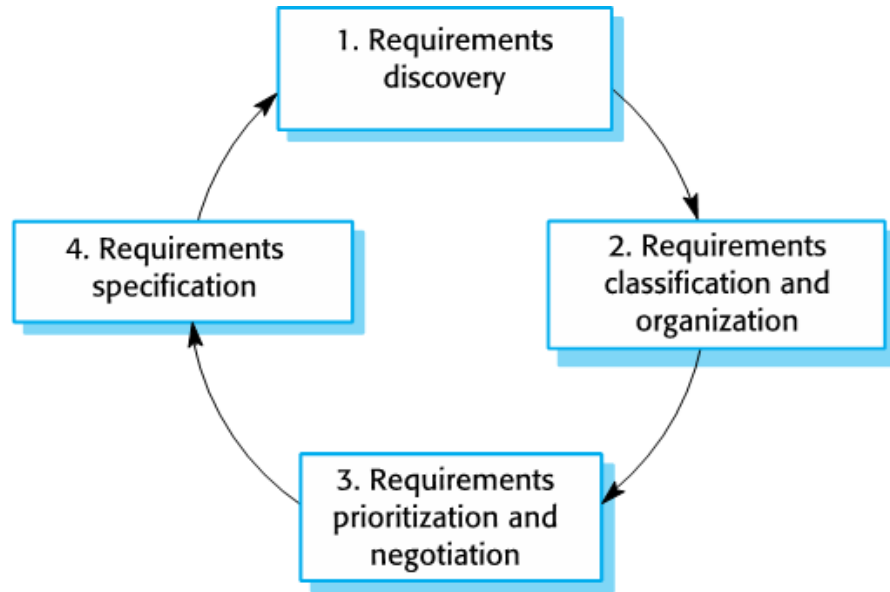 1. Requirements
discovery
2. Requirements
classification and
organization
3. Requirements
prioritization and
negotiation
4. Requirements
specification